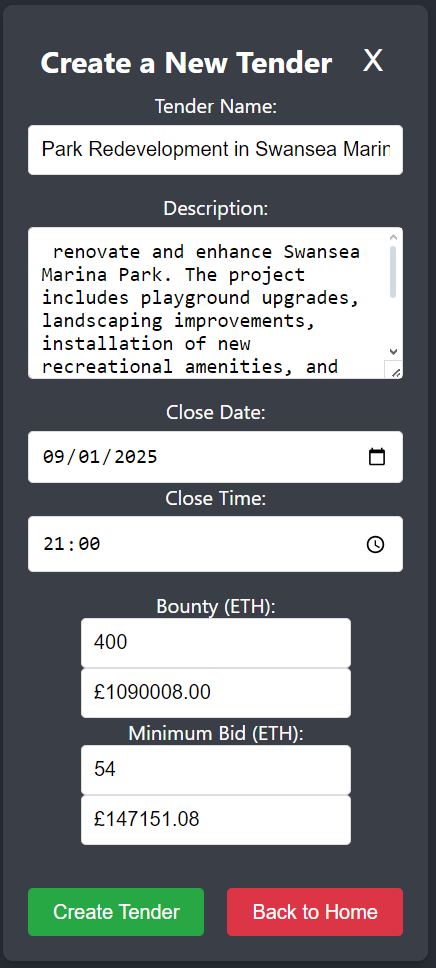 Create a New Tender X
Tender Name:
Park Redevelopment in Swansea Marin
Description:
renovate and enhance Swansea
Marina Park. The project
includes playground upgrades,
landscaping improvements,
installation of new
recreational amenities, and
Close Date:
09/01/2025
Close Time:
21:00
Bounty (ETH):
400
£1090008.00
Minimum Bid (ETH):
54
£147151.08
Create Tender Back to Home